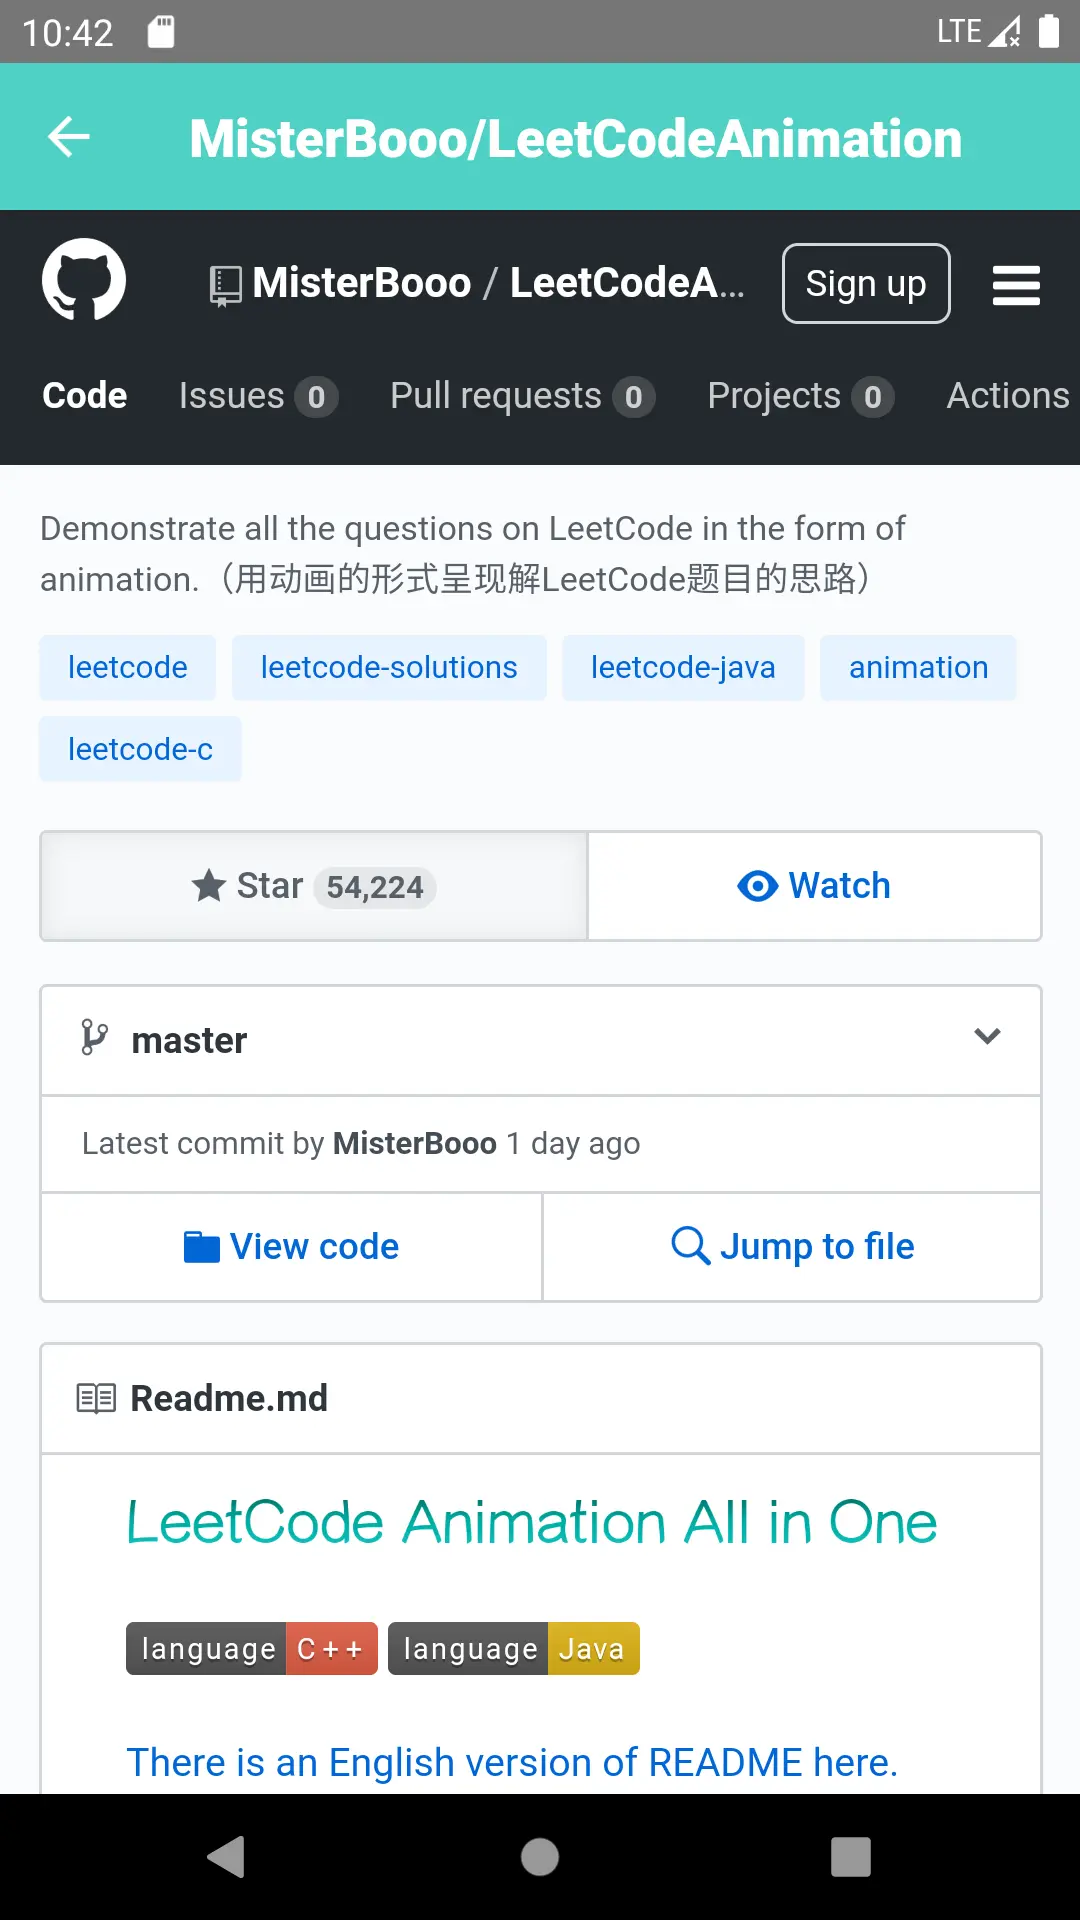 10:42 LTE
MisterBooo/LeetCodeAnimation
MisterBooo / LeetCodeA... Sign up
Code Issues 0 Pull requests 0 Projects 0 Actions
Demonstrate all the questions on LeetCode in the form of
animation.（用动画的形式呈现解LeetCode题目的思路）
leetcode leetcode-solutions leetcode-java animation
leetcode-c
Star 54,224 Watch
master
Latest commit by MisterBooo 1 day ago
View code Jump to file
Readme.md
LeetCode Animation All in One
language C++ language Java
There is an English version of README here.